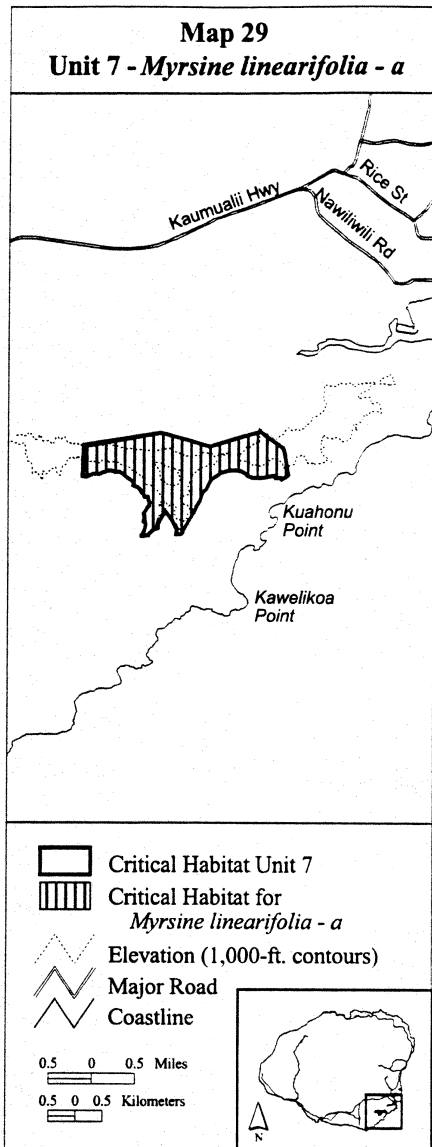 Map 29
Unit 7 - Myrsine linearifolia - a
Kaumualii Hwy
Rice St
Nawiliwili Rd
Kuahonu
Point
Kawelikoa
Point
Critical Habitat Unit 7
Critical Habitat for
Myrsine linearifolia - a
Elevation (1,000-ft. contours)
Major Road
Coastline
0.5 0 0.5 Miles
0.5 0 0.5 Kilometers
N